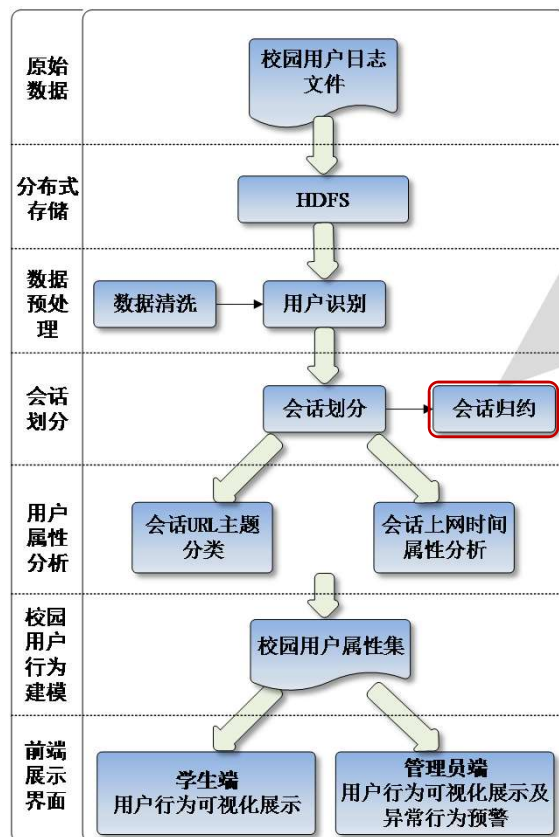 原始
数据
校园用户日志
文件
分布式
存储
HDFS
数据
预处
理
数据清洗
用户识别
会话
划分
会话划分
会话归约
用户
属性
分析
会话URL主题
分类
会话上网时间
属性分析
校园
用户
行为
建模
校园用户属性集
前端
展示
界面
学生端
用户行为可视化展示
管理员端
用户行为可视化展示及
异常行为预警